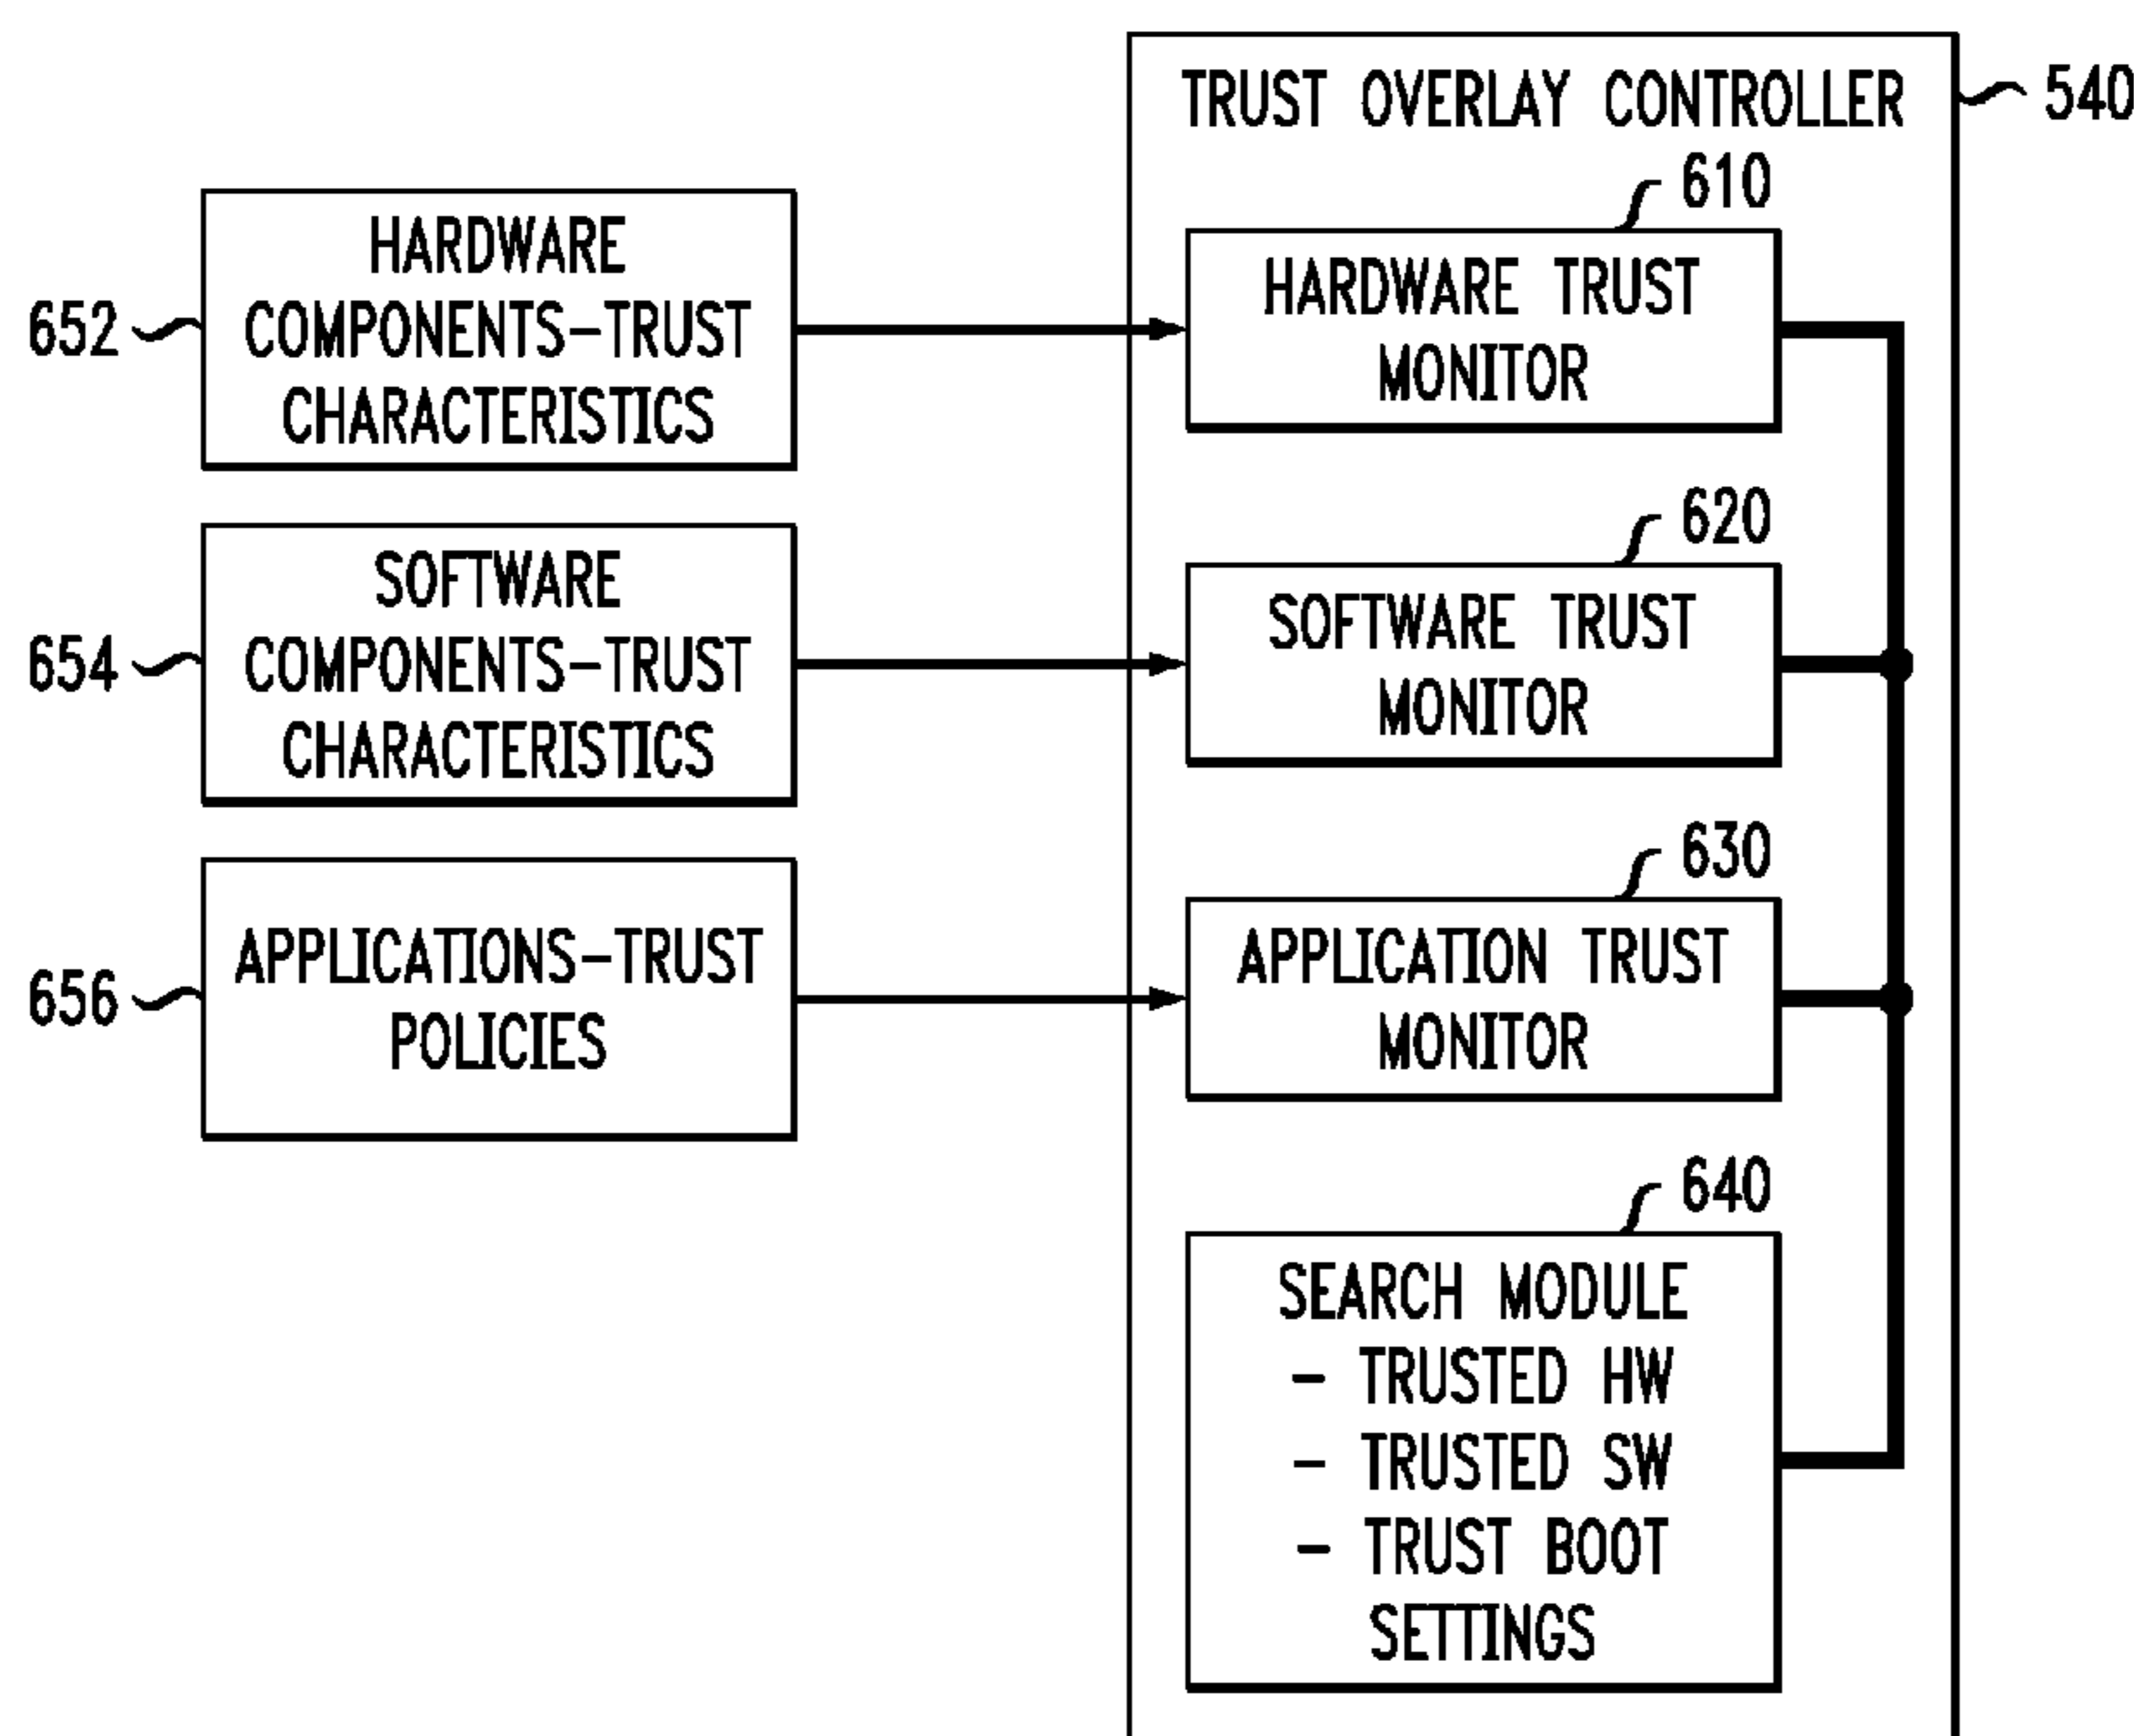 TRUST OVERLAY CONTROLLER
540
610
HARDWARE
COMPONENTS-TRUST
CHARACTERISTICS
652
HARDWARE TRUST
MONITOR
620
SOFTWARE
COMPONENTS-TRUST
CHARACTERISTICS
654
SOFTWARE TRUST
MONITOR
630
APPLICATIONS-TRUST
POLICIES
656
APPLICATION TRUST
MONITOR
640
SEARCH MODULE
- TRUSTED HW
- TRUSTED SW
- TRUST BOOT
SETTINGS